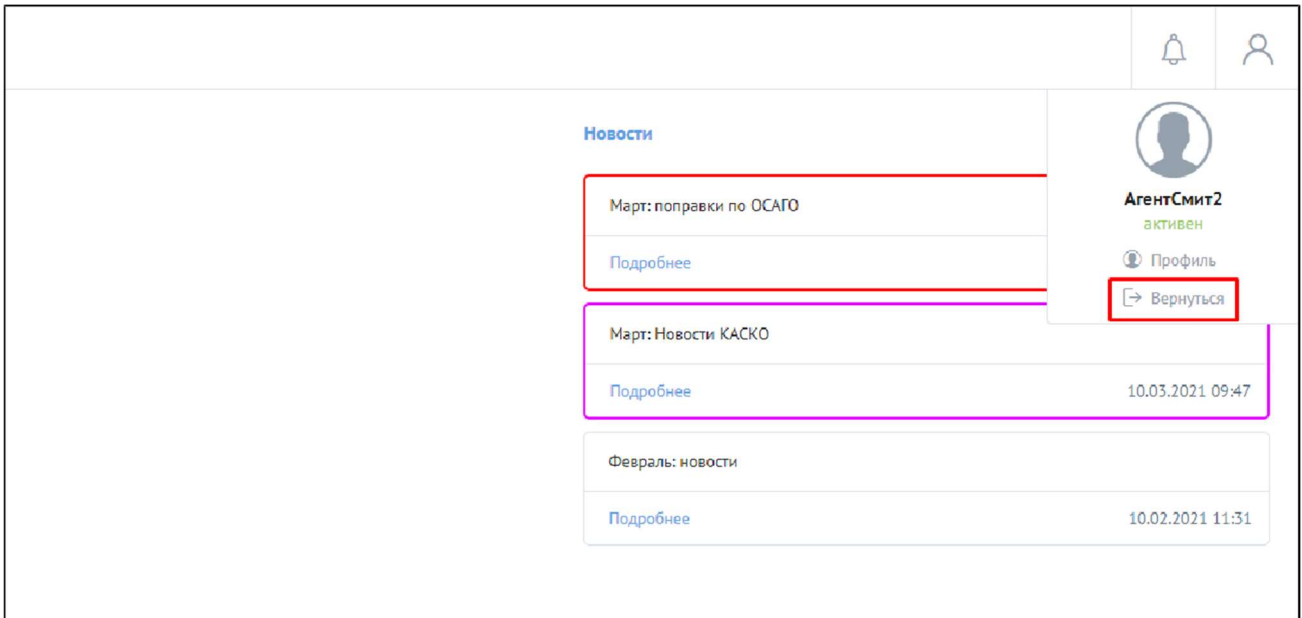 Новости
Март: поправки по ОСАГО
Подробнее
АгентСмит2
активен
Профиль
Вернуться
Март: Новости КАСКО
Подробнее 10.03.2021 09:47
Февраль: новости
Подробнее 10.02.2021 11:31